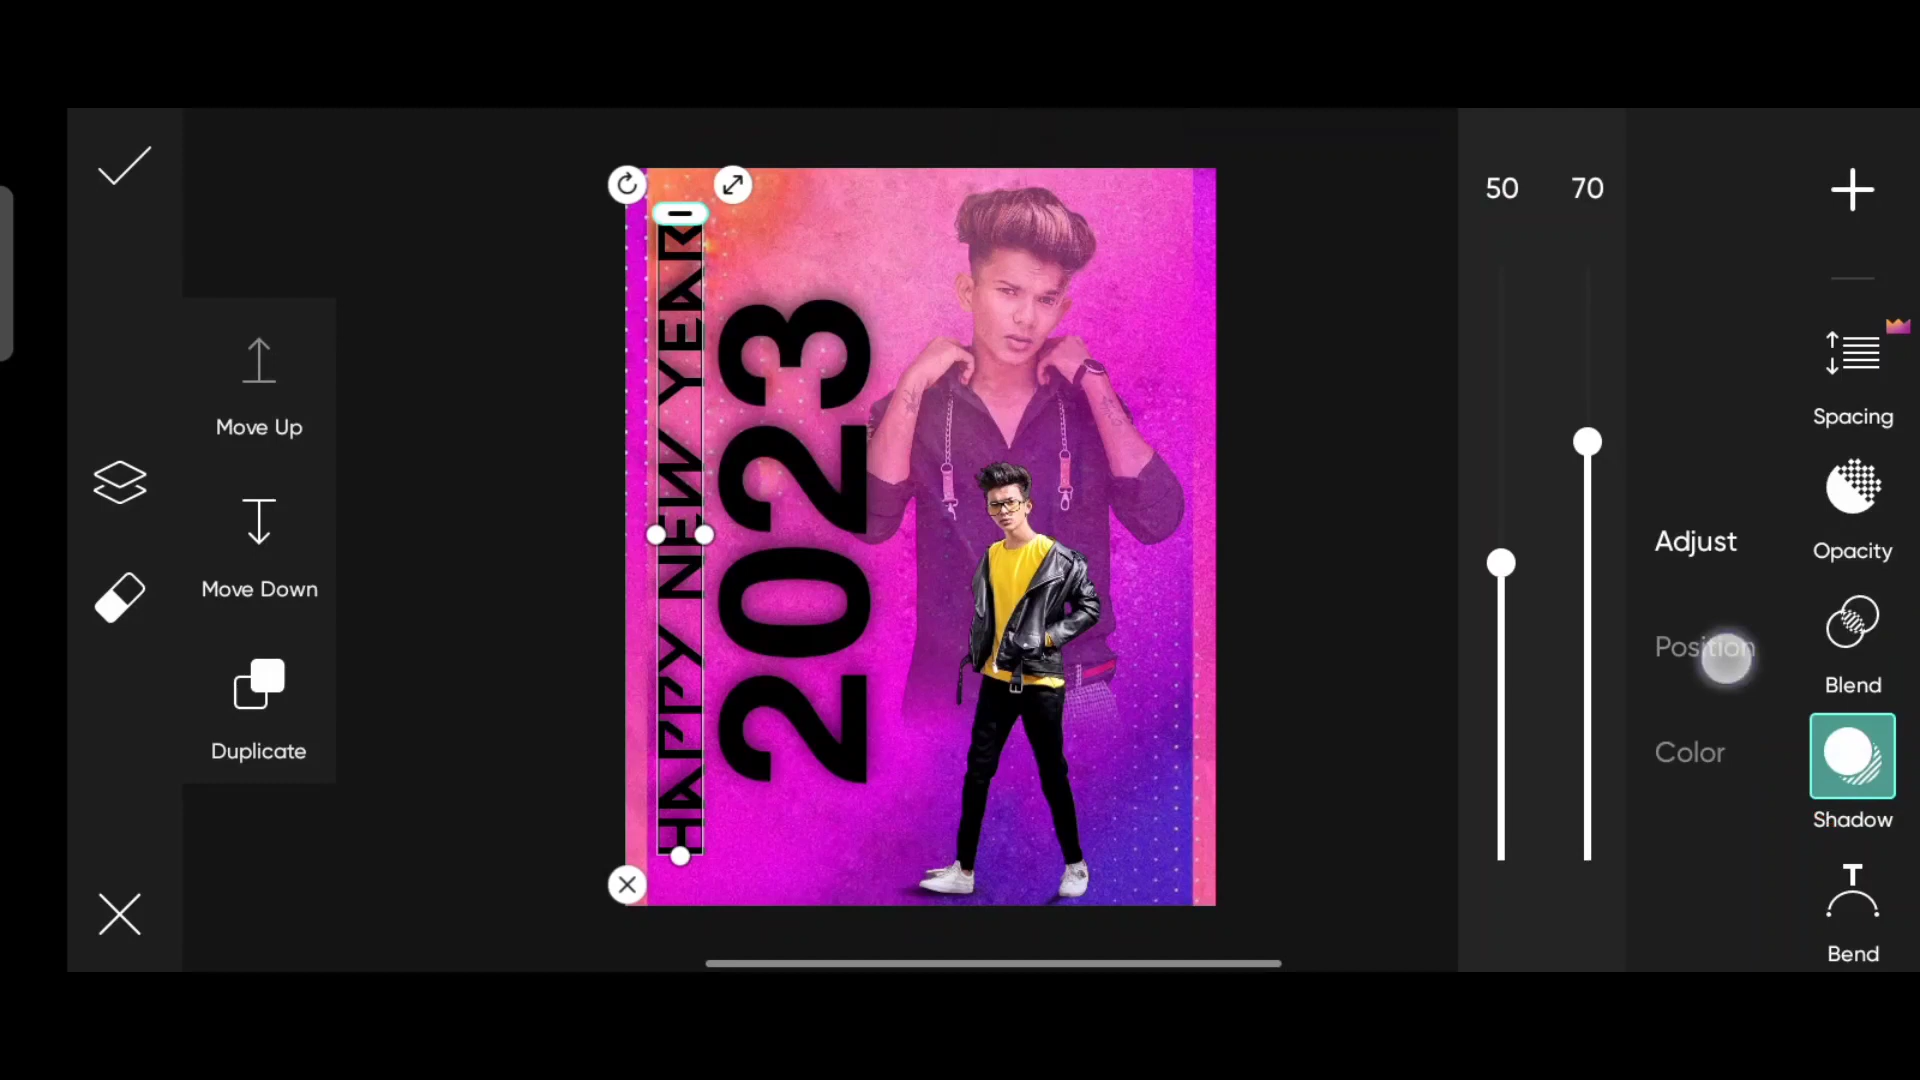 Move Up
Move Down
Duplicate
HAPPY NEW YEAR
2023
50
70
Adjust
Position
Color
Spacing
Opacity
Blend
Shadow
T
Bend